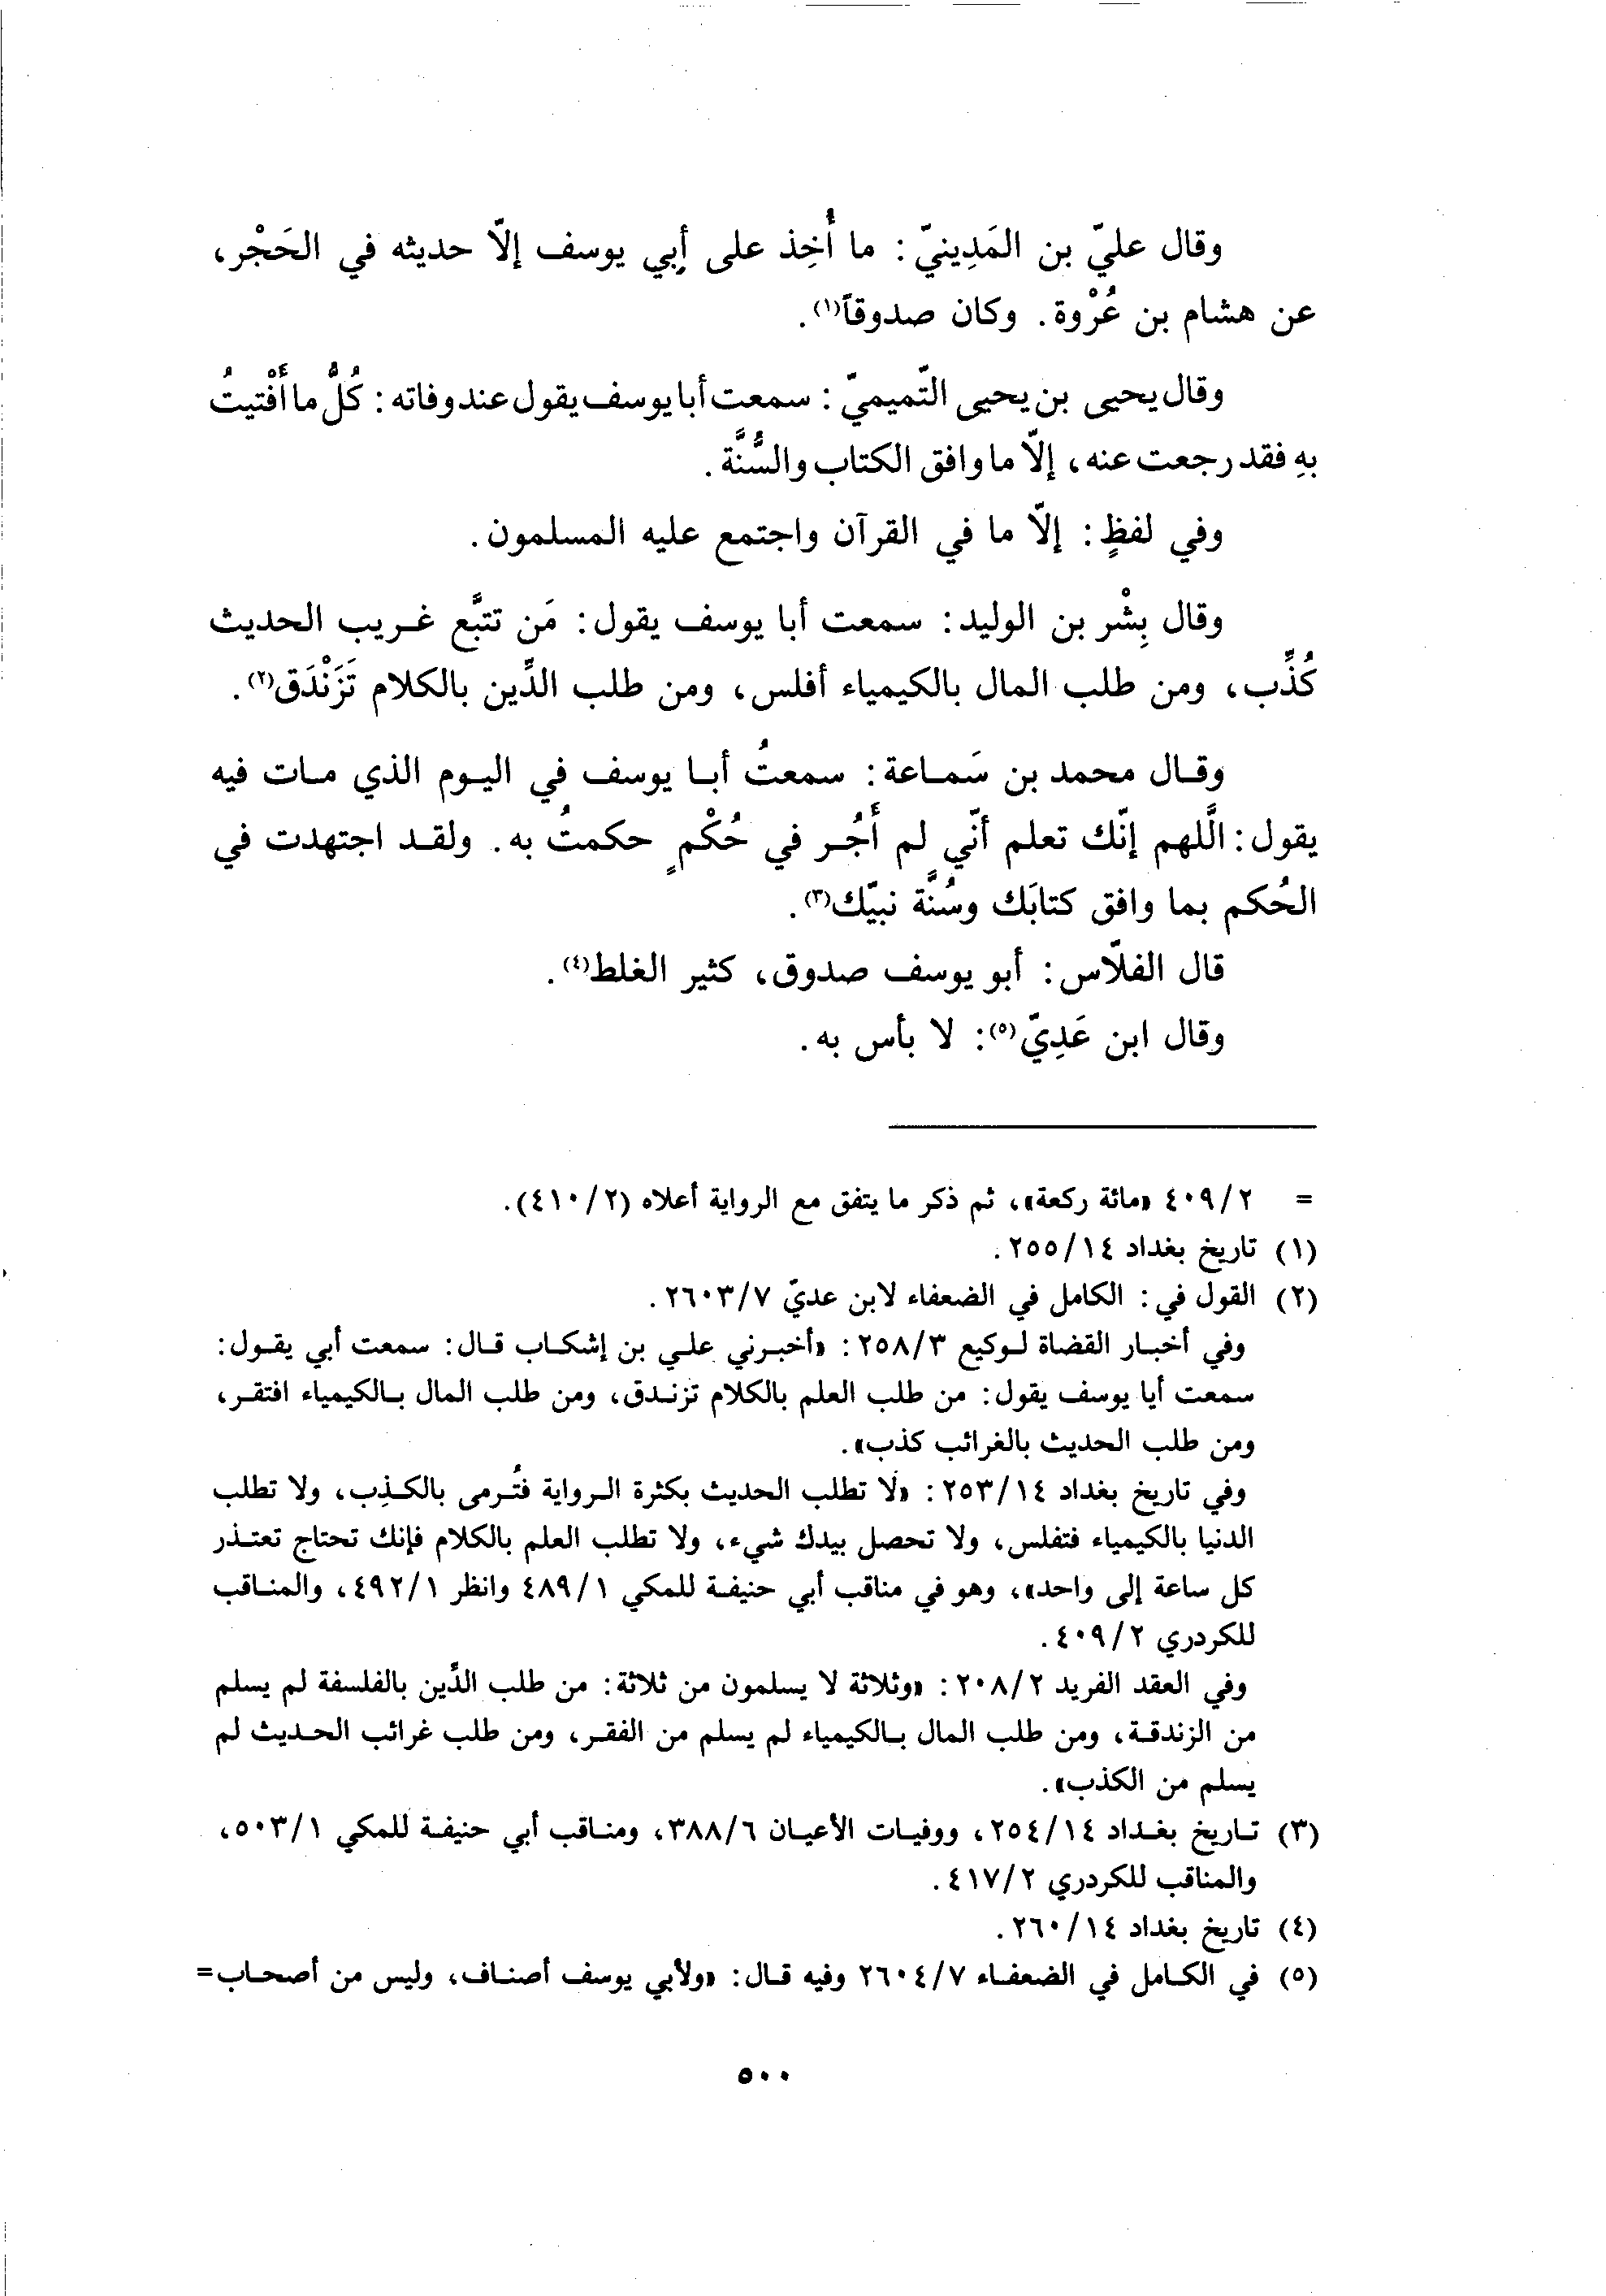 وقال عليّ بن المَدِينيّ: ما أُخِذ على أبي يوسف إلّا حديثه في الحَجْر،
عن هشام بن عُرْوة. وكان صدوقاً(١).
وقال يحيى بن يحيى التّميميّ: سمعت أبا يوسف يقول عند وفاته: كُلُّ ما أَفْتيتُ
بهِ فقد رجعت عنه، إلّا ما وافق الكتاب والسُّنَّة.
وفي لفظٍ: إلّا ما في القرآن واجتمع عليه المسلمون.
وقال بِشْر بن الوليد: سمعت أبا يوسف يقول: مَن تتبَّع غريب الحديث
كُذِّب، ومن طلب المال بالكيمياء أفلس، ومن طلب الدِّين بالكلام تَزَنْدَق(٢).
وقال محمد بن سَماعة: سمعتُ أبا يوسف في اليوم الذي مات فيه
يقول: الَّلهم إنّك تعلم أنّي لم أَجُر في حُكْمٍ حكمتُ به. ولقد اجتهدت في
الحُكم بما وافق كتابَك وسُنَّة نبيّك(٣).
قال الفلّاس: أبو يوسف صدوق، كثير الغلط(٤).
وقال ابن عَدِيّ(٥): لا بأس به.
= ٤٠٩/٢ «مائة ركعة»، ثم ذكر ما يتفق مع الرواية أعلاه (٤١٠/٢).
(١) تاريخ بغداد ٢٥٥/١٤.
(٢) القول في: الكامل في الضعفاء لابن عديّ ٢٦٠٣/٧.
وفي أخبار القضاة لوكيع ٢٥٨/٣: «أخبرني علي بن إشكاب قال: سمعت أبي يقول:
سمعت أيا يوسف يقول: من طلب العلم بالكلام تزندق، ومن طلب المال بالكيمياء افتقر،
ومن طلب الحديث بالغرائب كذب».
وفي تاريخ بغداد ٢٥٣/١٤: «لا تطلب الحديث بكثرة الرواية فتُرمى بالكذِب، ولا تطلب
الدنيا بالكيمياء فتفلس، ولا تحصل بيدك شيء، ولا تطلب العلم بالكلام فإنك تحتاج تعتذر
كل ساعة إلى واحد»، وهو في مناقب أبي حنيفة للمكي ٤٨٩/١ وانظر ٤٩٢/١، والمناقب
للكردري ٤٠٩/٢.
وفي العقد الفريد ٢٠٨/٢: «وثلاثة لا يسلمون من ثلاثة: من طلب الدِّين بالفلسفة لم يسلم
من الزندقة، ومن طلب المال بالكيمياء لم يسلم من الفقر، ومن طلب غرائب الحديث لم
يسلم من الكذب».
(٣) تاريخ بغداد ٢٥٤/١٤، ووفيات الأعيان ٣٨٨/٦، ومناقب أبي حنيفة للمكي ٥٠٣/١،
والمناقب للكردري ٤١٧/٢.
(٤) تاريخ بغداد ٢٦٠/١٤.
(٥) في الكامل في الضعفاء ٢٦٠٤/٧ وفيه قال: «ولأبي يوسف أصناف، وليس من أصحاب=
٥٠٠